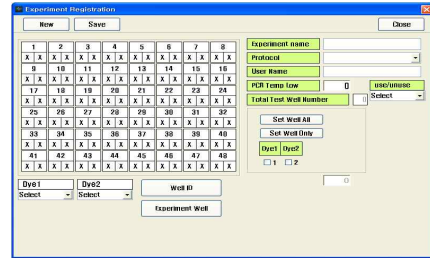 Experiment Registration
New Save Close
1 2 3 4 5 6 7 8
X X X X X X X X X X X X X X X X
9 10 11 12 13 14 15 16
X X X X X X X X X X X X X X X X
17 18 19 20 21 22 23 24
X X X X X X X X X X X X X X X X
25 26 27 28 29 30 31 32
X X X X X X X X X X X X X X X X
33 34 35 36 37 38 39 40
X X X X X X X X X X X X X X X X
41 42 43 44 45 46 47 48
X X X X X X X X X X X X X X X X
Experiment name
Protocol
User Name
PCR Temp Low 0 use/unuse
Total Test Well Number 0 Select
Set Well All
Set Well Only
Dye1 Dye2
1 2
0
Dye1 Dye2 Well ID
Select Select
Experiment Well